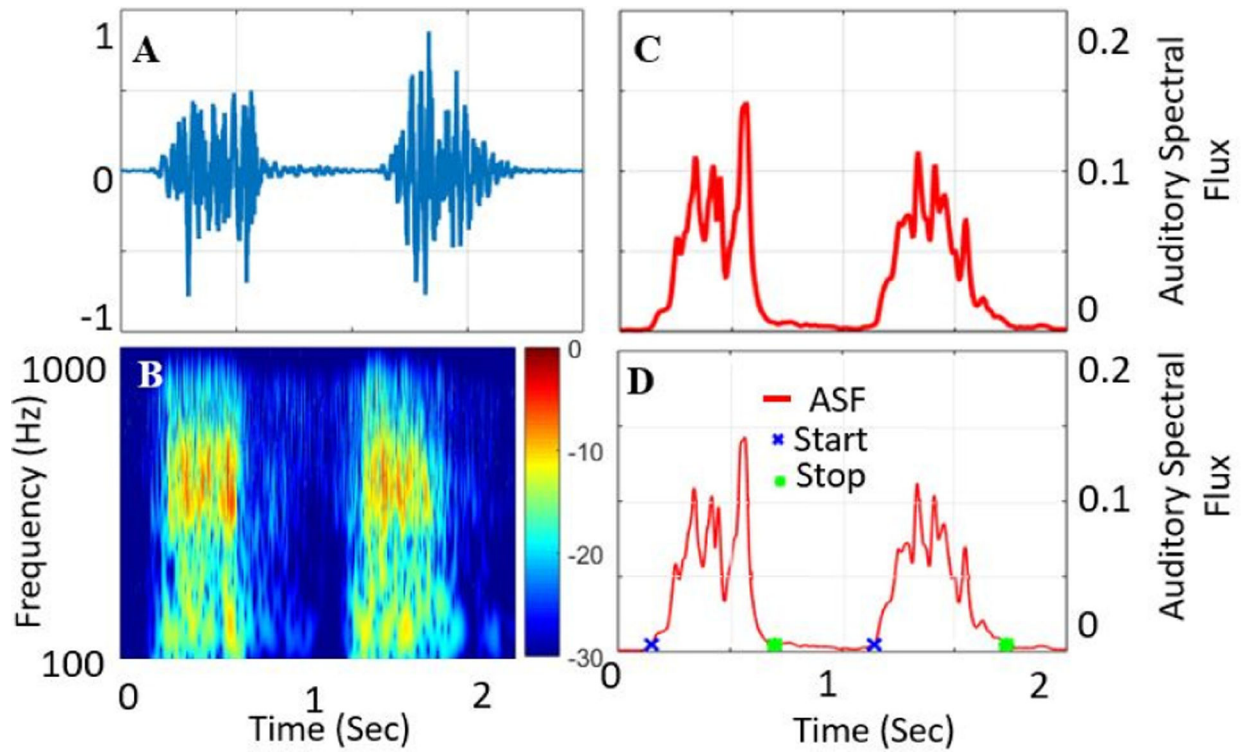 A
1
0
-1
C
0.2
0.1
0
Auditory Spectral
Flux
B
1000
100
Frequency (Hz)
0
-10
-20
-30
0
1
2
Time (Sec)
D
ASF
Start
Stop
0.2
0.1
0
Auditory Spectral
Flux
0
1
2
Time (Sec)